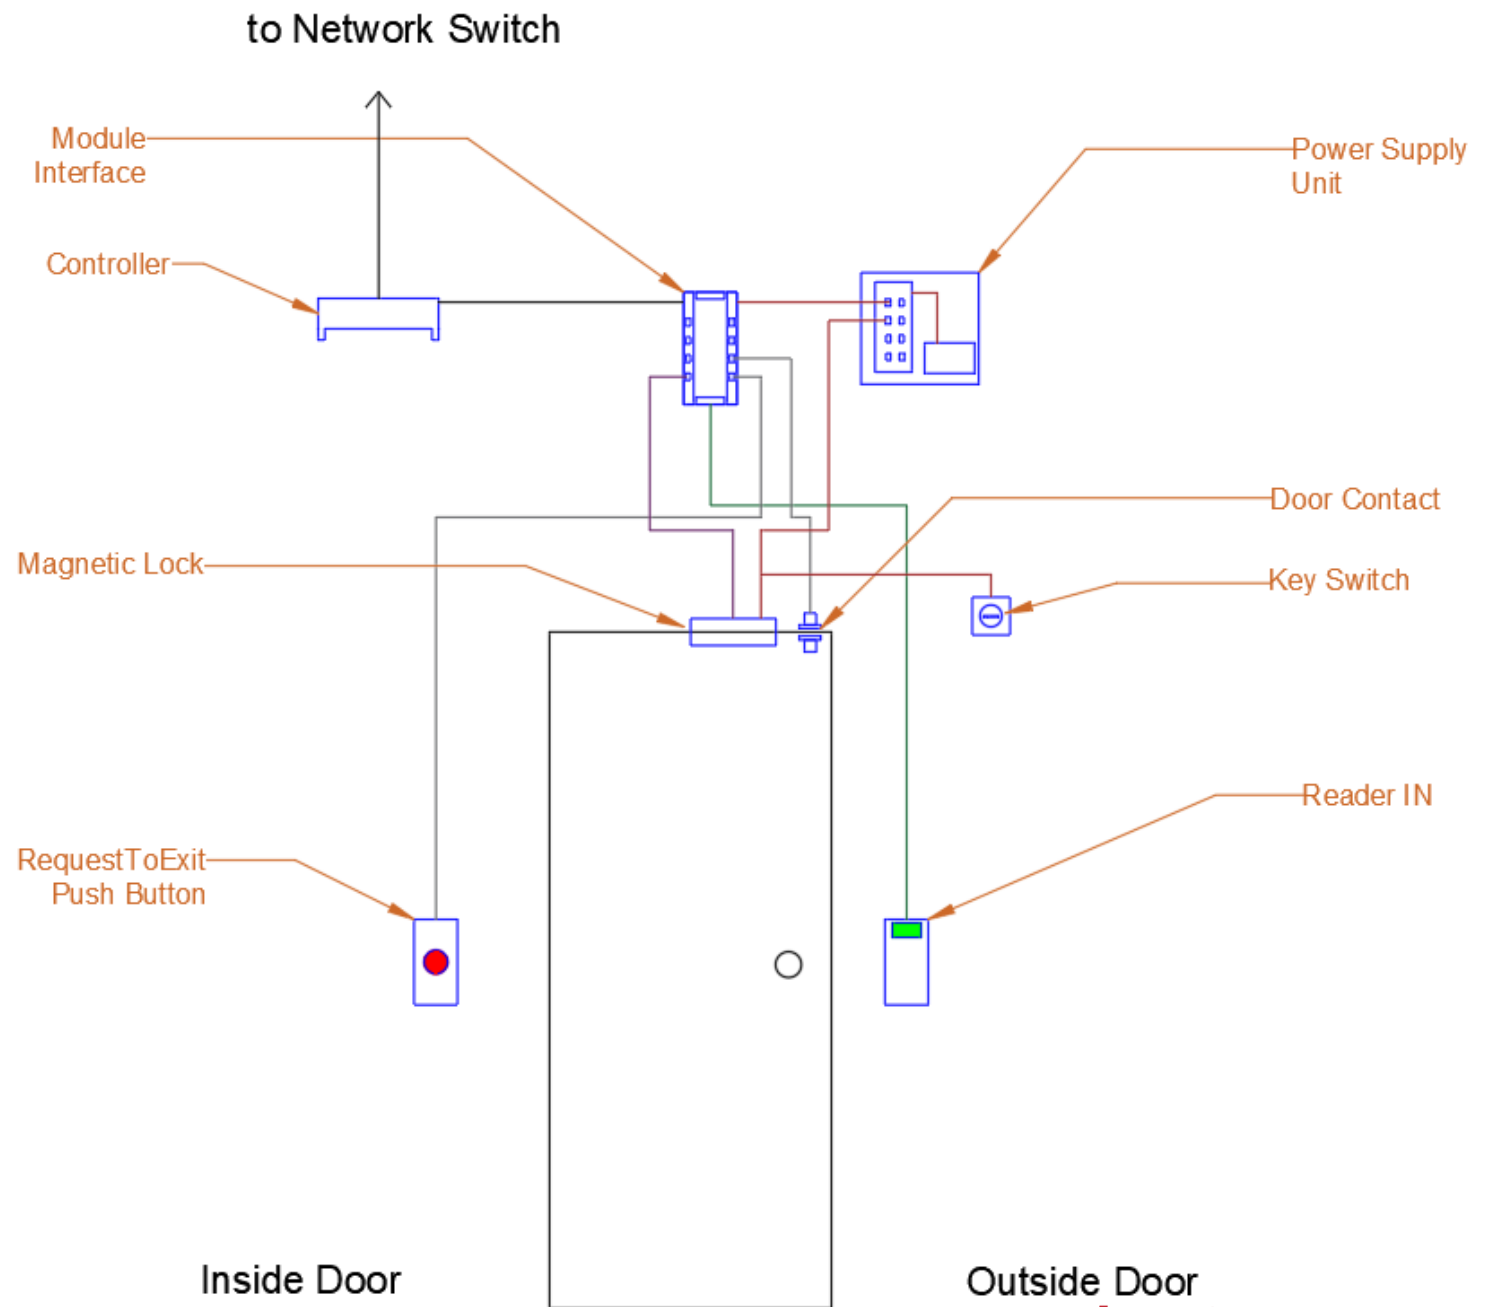 to Network Switch
Module
Interface
Power Supply
Unit
Controller
Door Contact
Magnetic Lock
Key Switch
Reader IN
RequestToExit
Push Button
Inside Door
Outside Door